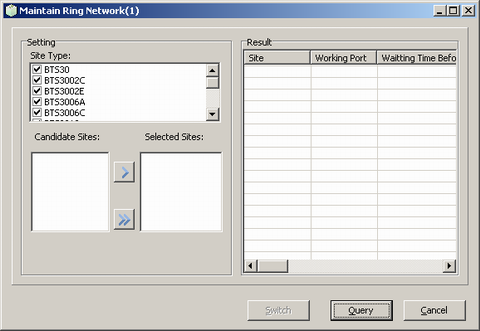 Maintain Ring Network(1)
Setting
Site Type:
BTS30
BTS3002C
BTS3002E
BTS3006A
BTS3006C
Candidate Sites:
Selected Sites:
Result
Site Working Port Waitting Time Befo
Switch Query Cancel